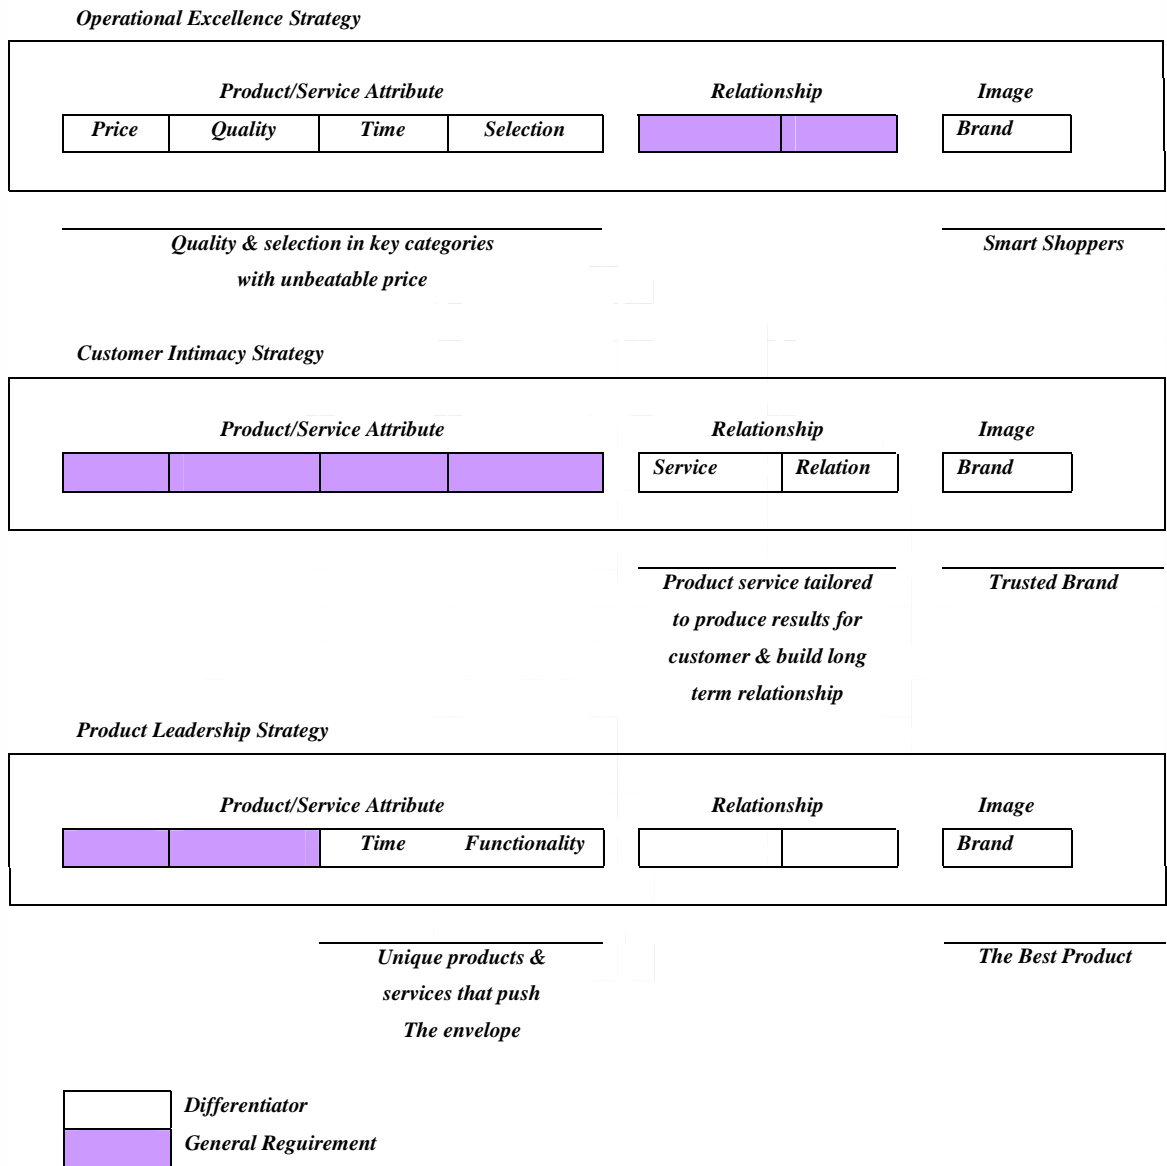 Operational Excellence Strategy
Product/Service Attribute Relationship Image
Price Quality Time Selection Brand
Quality & selection in key categories Smart Shoppers
with unbeatable price
Customer Intimacy Strategy
Product/Service Attribute Relationship Image
Service Relation Brand
Product service tailored Trusted Brand
to produce results for
customer & build long
term relationship
Product Leadership Strategy
Product/Service Attribute Relationship Image
Time Functionality Brand
Unique products & The Best Product
services that push
The envelope
Differentiator
General Reguirement